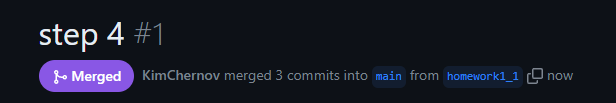 step 4 #1
Merged KimChernov merged 3 commits into main from homework1_1 now